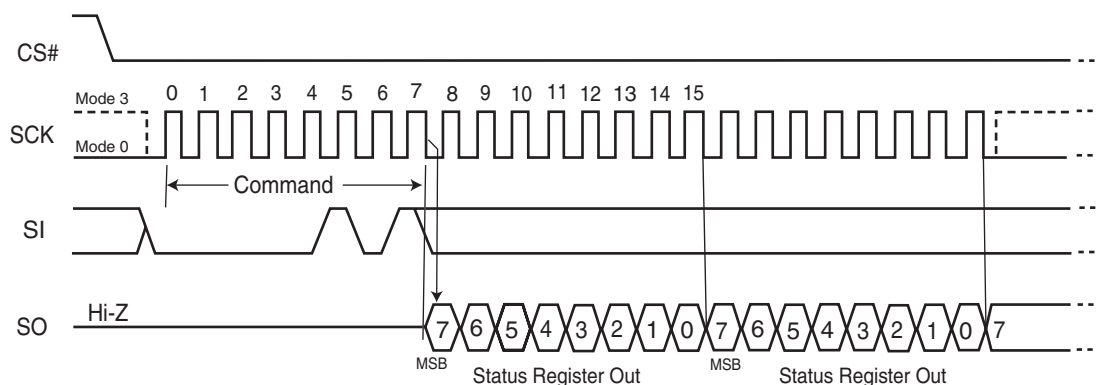 CS#
Mode 3
0 1 2 3 4 5 6 7 8 9 10 11 12 13 14 15
SCK
Mode 0
Command
SI
Hi-Z
SO
7 6 5 4 3 2 1 0 7 6 5 4 3 2 1 0 7
MSB MSB
Status Register Out Status Register Out